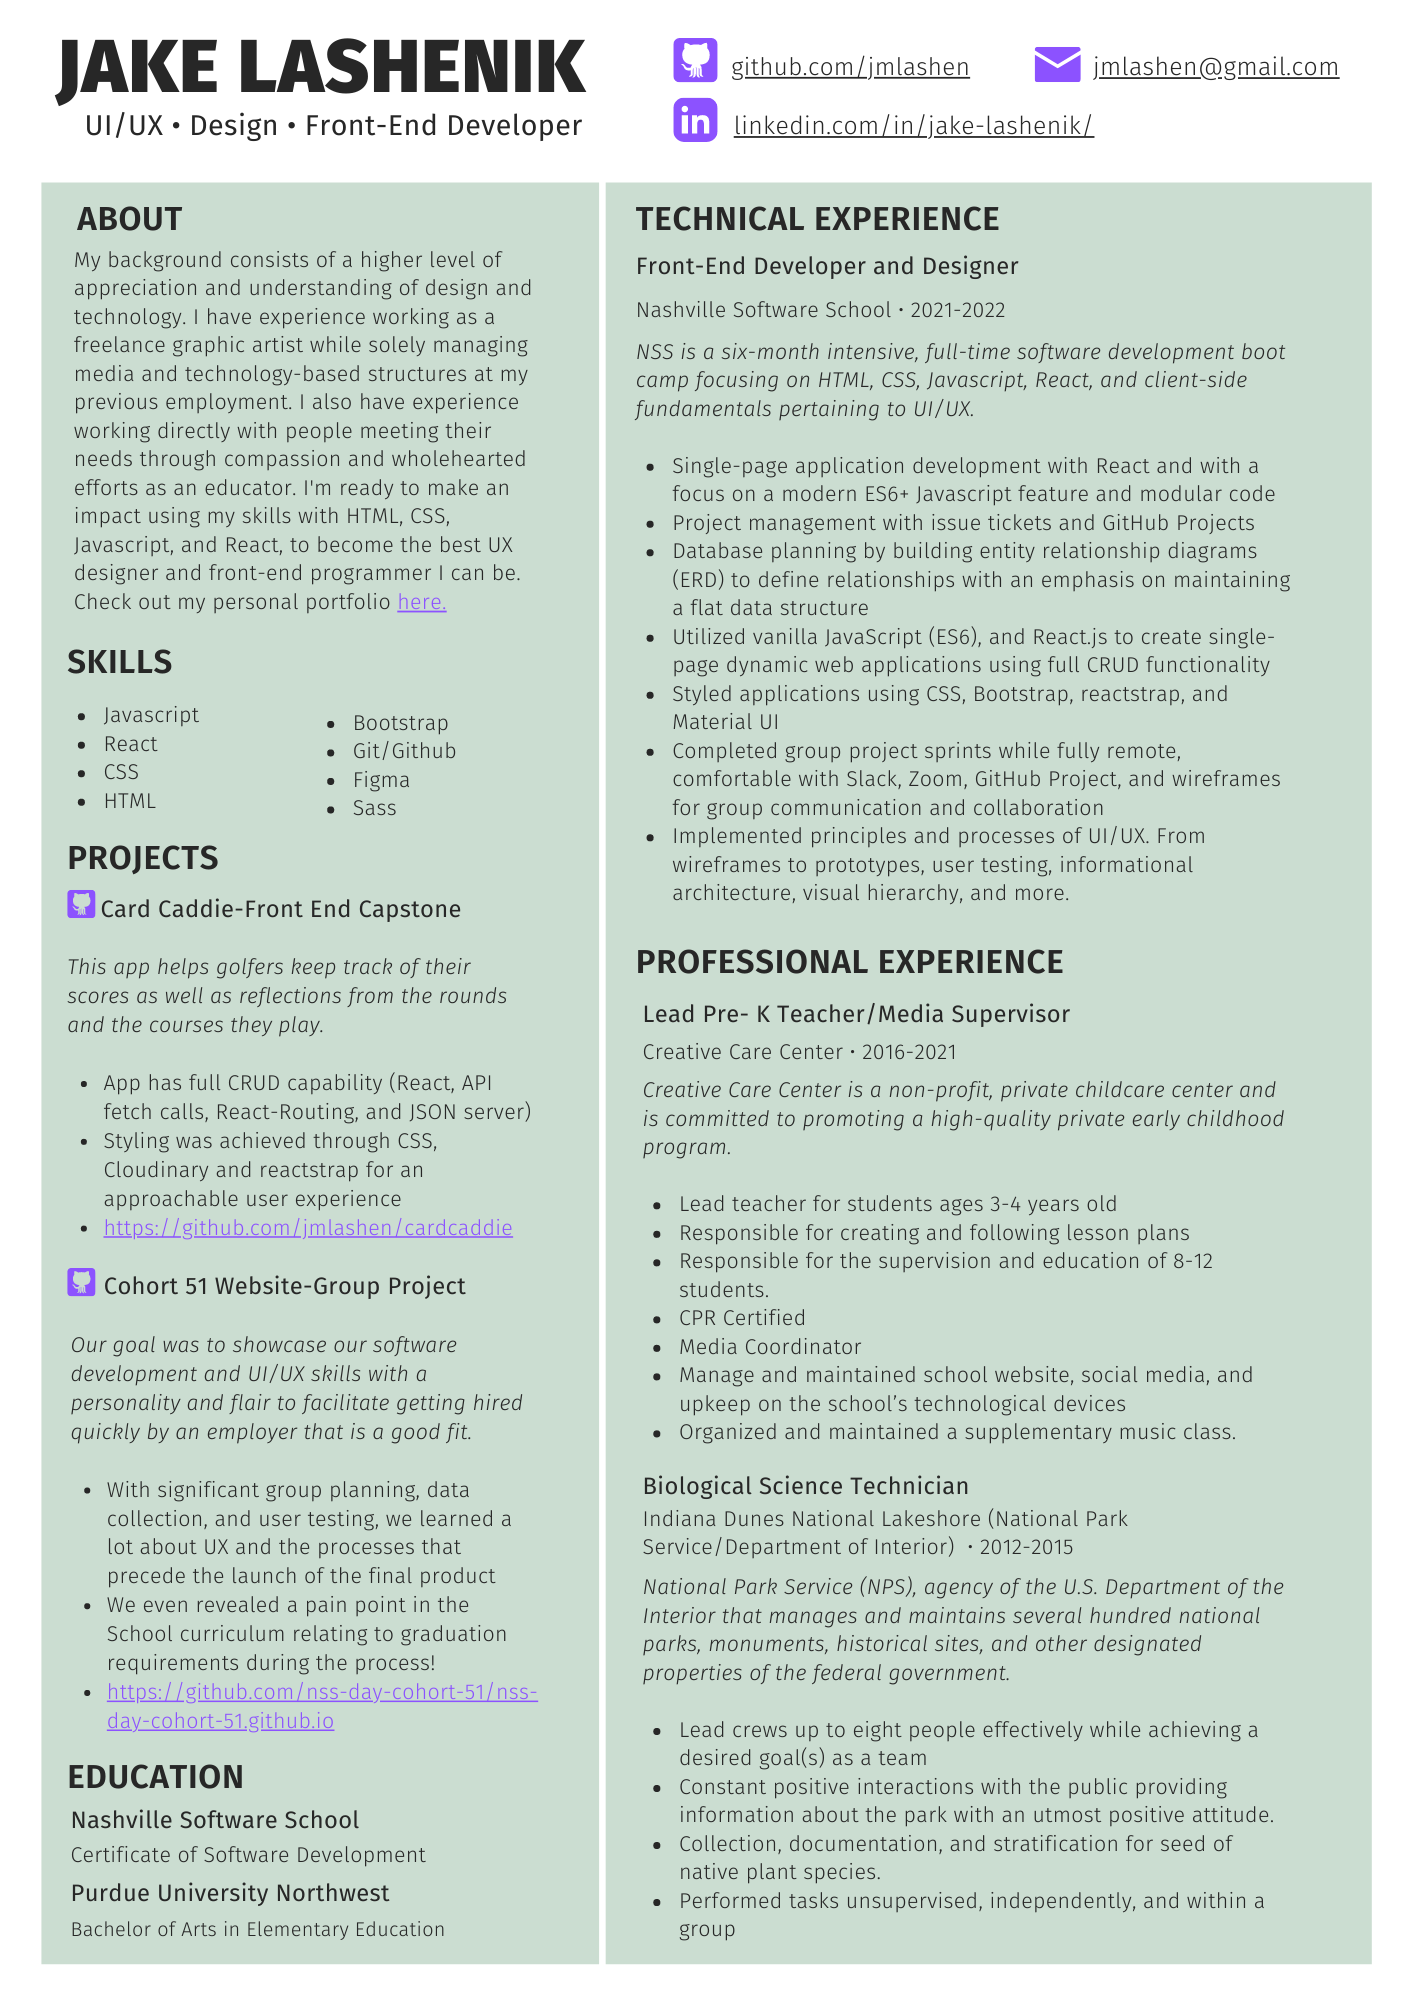 JAKE LASHENIK
UI/UX • Design • Front-End Developer
github.com/jmlashen
jmlashen@gmail.com
linkedin.com/in/jake-lashenik/
ABOUT
My background consists of a higher level of
appreciation and understanding of design and
technology. I have experience working as a
freelance graphic artist while solely managing
media and technology-based structures at my
previous employment. I also have experience
working directly with people meeting their
needs through compassion and wholehearted
efforts as an educator. I'm ready to make an
impact using my skills with HTML, CSS,
Javascript, and React, to become the best UX
designer and front-end programmer I can be.
Check out my personal portfolio here.
SKILLS
• Javascript
• React
• CSS
• HTML
• Bootstrap
• Git/Github
• Figma
• Sass
PROJECTS
Card Caddie-Front End Capstone
This app helps golfers keep track of their
scores as well as reflections from the rounds
and the courses they play.
• App has full CRUD capability (React, API
fetch calls, React-Routing, and JSON server)
• Styling was achieved through CSS,
Cloudinary and reactstrap for an
approachable user experience
• https://github.com/jmlashen/cardcaddie
Cohort 51 Website-Group Project
Our goal was to showcase our software
development and UI/UX skills with a
personality and flair to facilitate getting hired
quickly by an employer that is a good fit.
• With significant group planning, data
collection, and user testing, we learned a
lot about UX and the processes that
precede the launch of the final product
• We even revealed a pain point in the
School curriculum relating to graduation
requirements during the process!
• https://github.com/nss-day-cohort-51/nss-
day-cohort-51.github.io
EDUCATION
Nashville Software School
Certificate of Software Development
Purdue University Northwest
Bachelor of Arts in Elementary Education
TECHNICAL EXPERIENCE
Front-End Developer and Designer
Nashville Software School • 2021-2022
NSS is a six-month intensive, full-time software development boot
camp focusing on HTML, CSS, Javascript, React, and client-side
fundamentals pertaining to UI/UX.
• Single-page application development with React and with a
focus on a modern ES6+ Javascript feature and modular code
• Project management with issue tickets and GitHub Projects
• Database planning by building entity relationship diagrams
(ERD) to define relationships with an emphasis on maintaining
a flat data structure
• Utilized vanilla JavaScript (ES6), and React.js to create single-
page dynamic web applications using full CRUD functionality
• Styled applications using CSS, Bootstrap, reactstrap, and
Material UI
• Completed group project sprints while fully remote,
comfortable with Slack, Zoom, GitHub Project, and wireframes
for group communication and collaboration
• Implemented principles and processes of UI/UX. From
wireframes to prototypes, user testing, informational
architecture, visual hierarchy, and more.
PROFESSIONAL EXPERIENCE
Lead Pre- K Teacher/Media Supervisor
Creative Care Center • 2016-2021
Creative Care Center is a non-profit, private childcare center and
is committed to promoting a high-quality private early childhood
program.
• Lead teacher for students ages 3-4 years old
• Responsible for creating and following lesson plans
• Responsible for the supervision and education of 8-12
students.
• CPR Certified
• Media Coordinator
• Manage and maintained school website, social media, and
upkeep on the school’s technological devices
• Organized and maintained a supplementary music class.
Biological Science Technician
Indiana Dunes National Lakeshore (National Park
Service/Department of Interior) • 2012-2015
National Park Service (NPS), agency of the U.S. Department of the
Interior that manages and maintains several hundred national
parks, monuments, historical sites, and other designated
properties of the federal government.
• Lead crews up to eight people effectively while achieving a
desired goal(s) as a team
• Constant positive interactions with the public providing
information about the park with an utmost positive attitude.
• Collection, documentation, and stratification for seed of
native plant species.
• Performed tasks unsupervised, independently, and within a
group